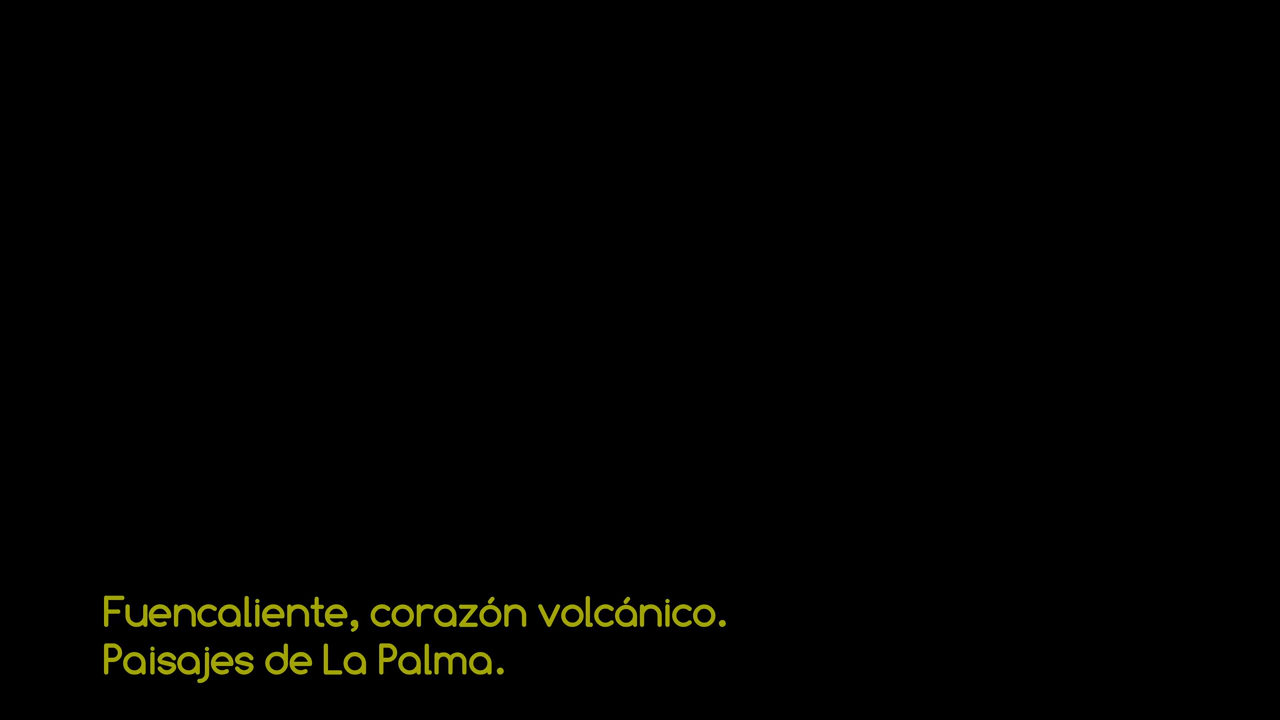 Fuencaliente, corazón volcánico.
Paisajes de La Palma.